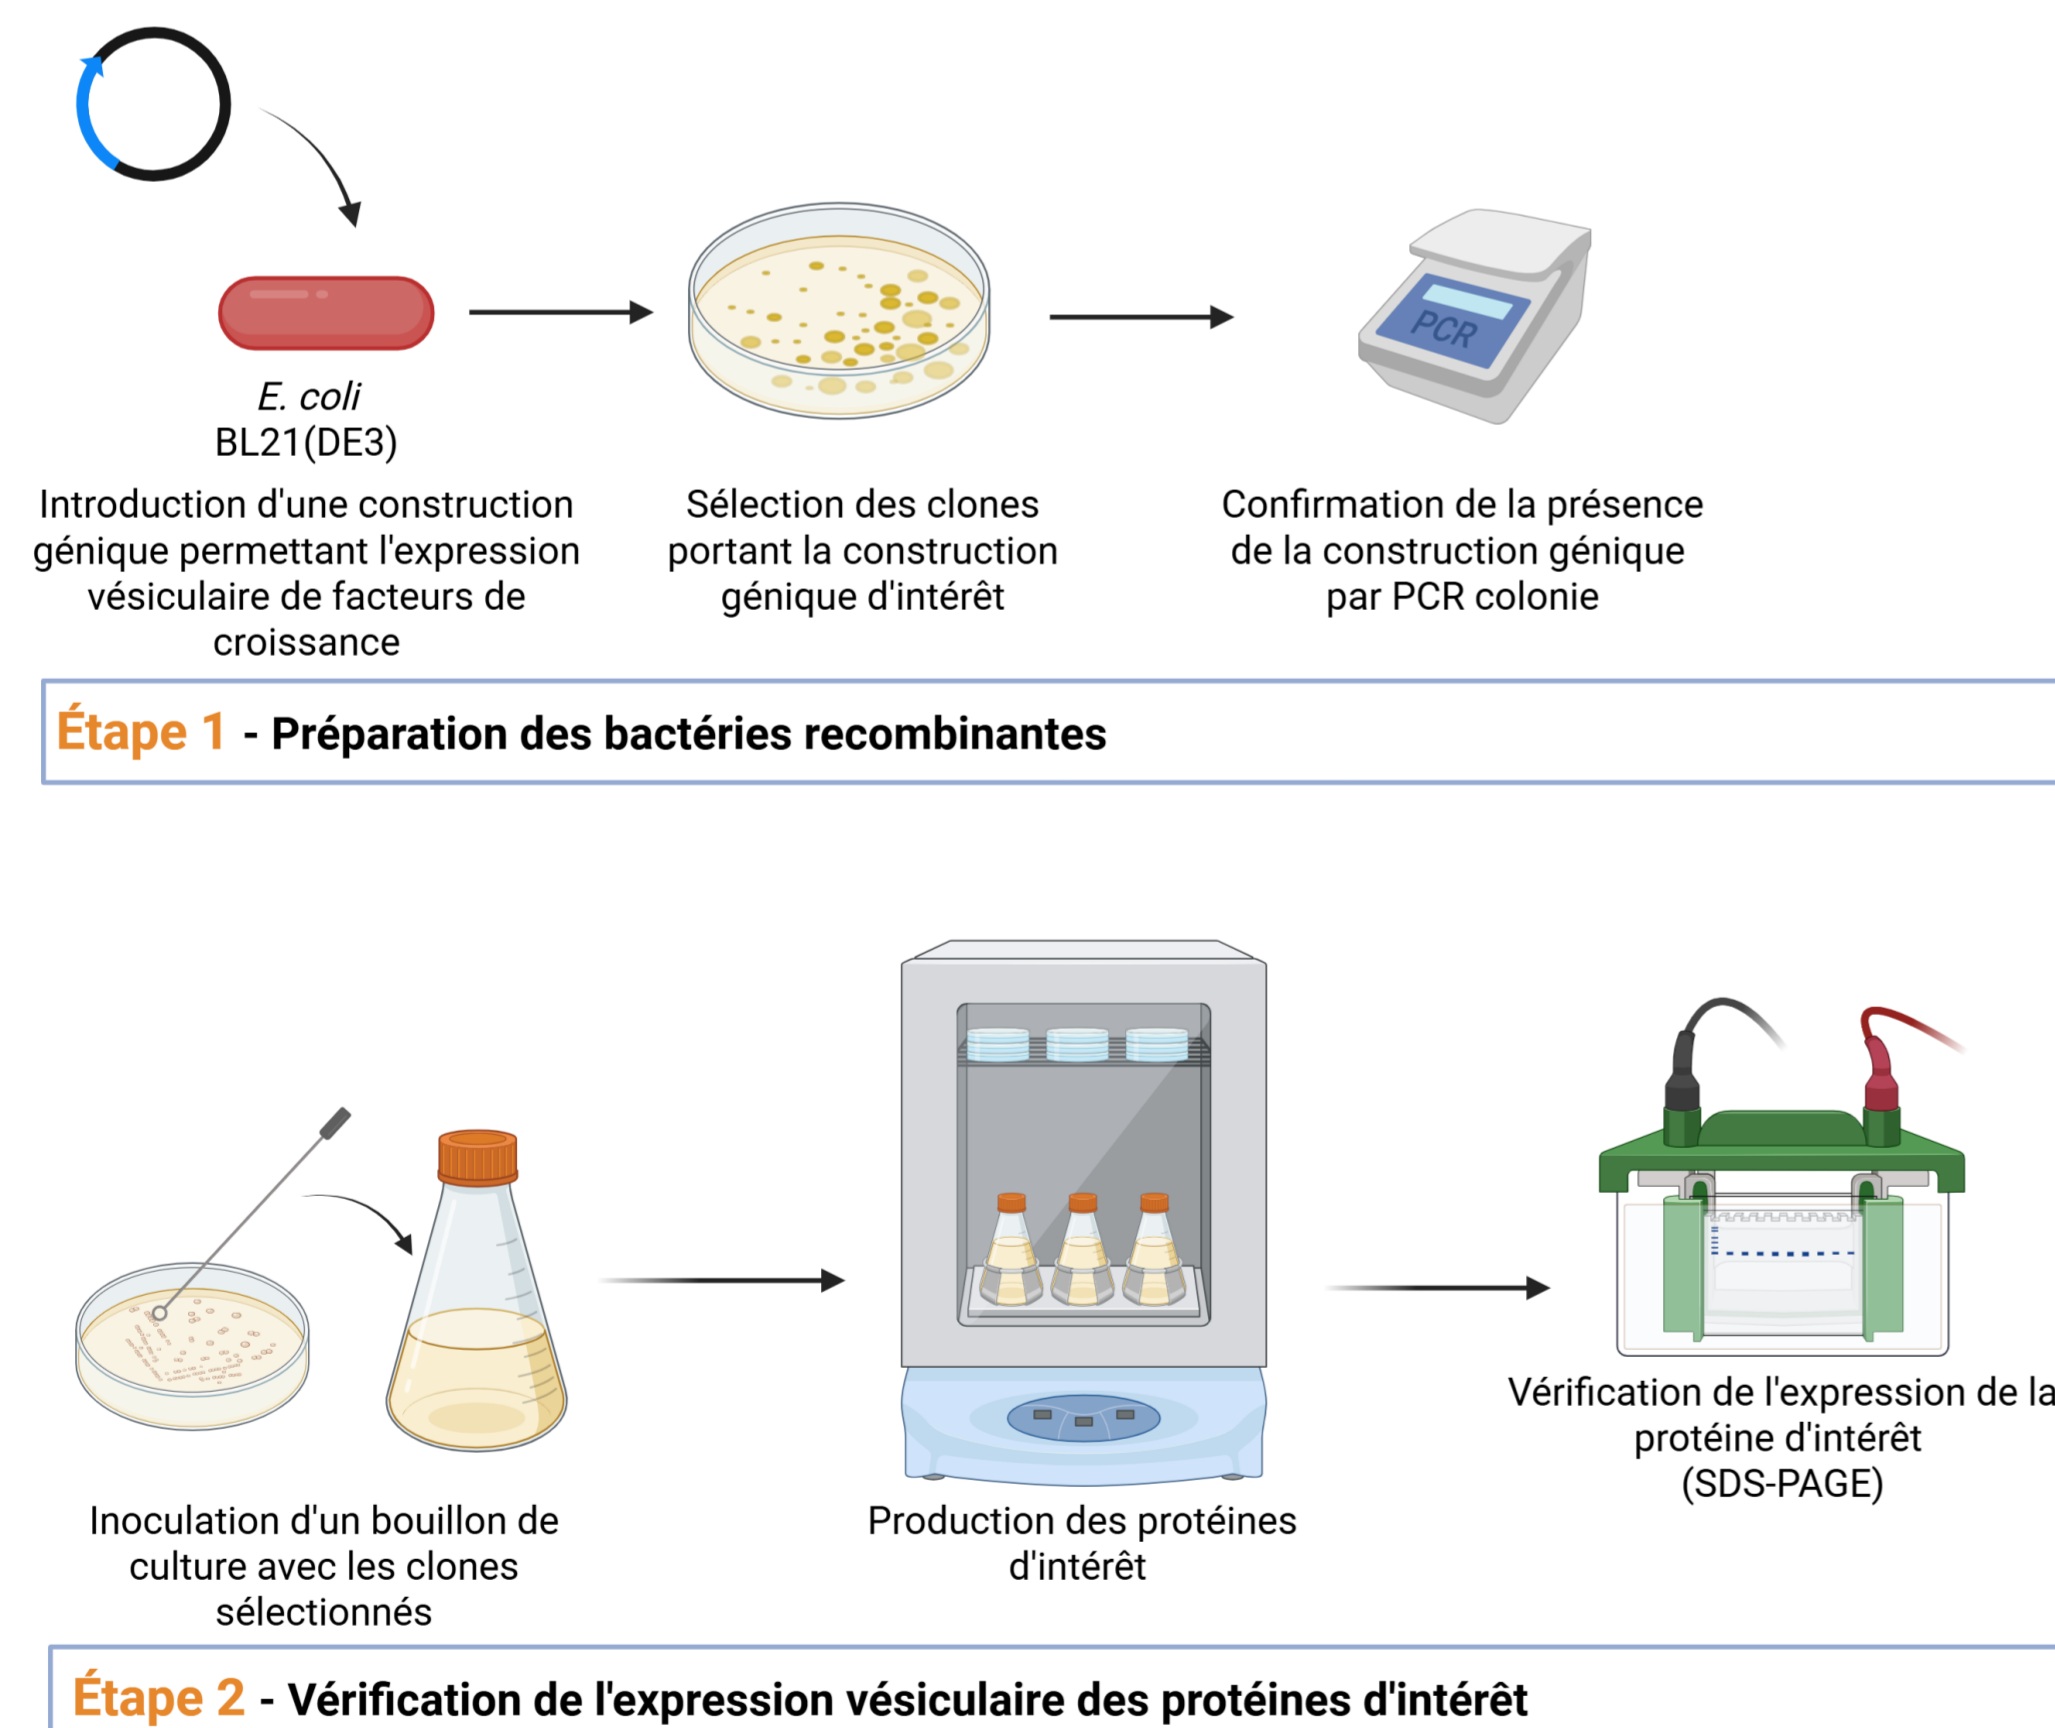 E. coli
BL21(DE3)
Introduction d'une construction
génique permettant l'expression
vésiculaire de facteurs de
croissance
Sélection des clones
portant la construction
génique d'intérêt
PCR
Confirmation de la présence
de la construction génique
par PCR colonie
Étape 1 - Préparation des bactéries recombinantes
Inoculation d'un bouillon de
culture avec les clones
sélectionnés
Production des protéines
d'intérêt
Vérification de l'expression de la
protéine d'intérêt
(SDS-PAGE)
Étape 2 - Vérification de l'expression vésiculaire des protéines d'intérêt